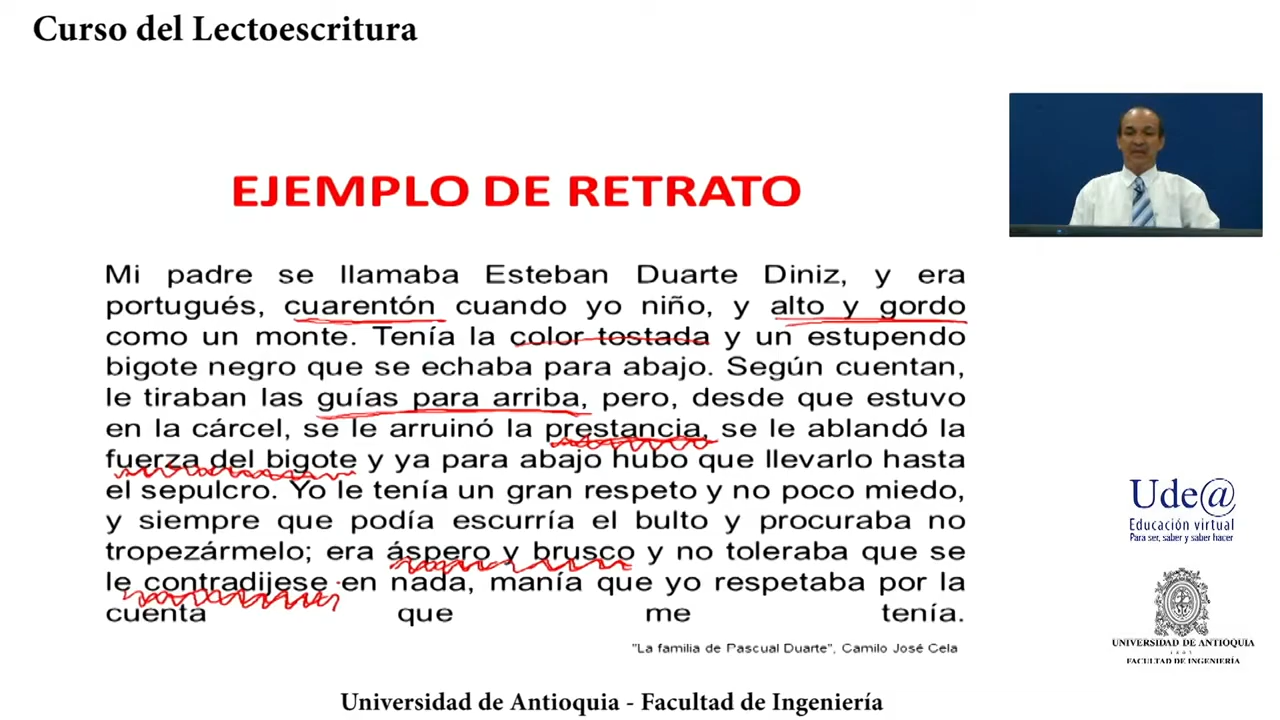 Curso del Lectoescritura
EJEMPLO DE RETRATO
Mi padre se llamaba Esteban Duarte Diniz, y era
portugués, cuarentón cuando yo niño, y alto y gordo
como un monte. Tenía la color tostada y un estupendo
bigote negro que se echaba para abajo. Según cuentan,
le tiraban las guías para arriba, pero, desde que estuvo
en la cárcel, se le arruinó la prestancia, se le ablandó la
fuerza del bigote y ya para abajo hubo que llevarlo hasta
el sepulcro. Yo le tenía un gran respeto y no poco miedo,
y siempre que podía escurría el bulto y procuraba no
tropezármelo; era áspero y brusco y no toleraba que se
le contradijese en nada, manía que yo respetaba por la
cuenta que me tenía.
"La familia de Pascual Duarte", Camilo José Cela
Ude@
Educación virtual
Para ser, saber y saber hacer
UNIVERSIDAD DE ANTIOQUIA
1803
FACULTAD DE INGENIERÍA
Universidad de Antioquia - Facultad de Ingeniería